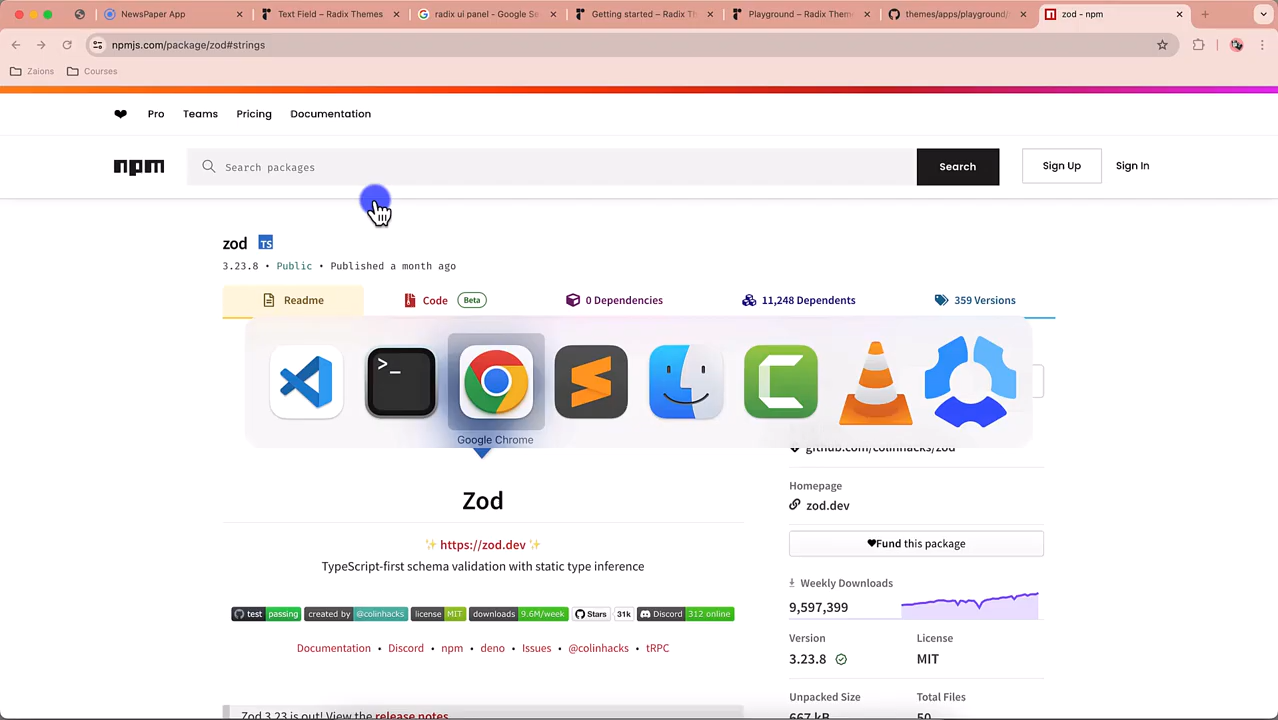 NewsPaper App
Text Field – Radix Themes
radix ui panel - Google Se
Getting started – Radix Th
Playground – Radix Theme
themes/apps/playground/
zod - npm
npmjs.com/package/zod#strings
Zaions
Courses
Pro
Teams
Pricing
Documentation
npm
Search packages
Search
Sign Up
Sign In
zod
TS
3.23.8 • Public • Published a month ago
Readme
Code
Beta
0 Dependencies
11,248 Dependents
359 Versions
>_
Google Chrome
github.com/colinhacks/zod
Zod
Homepage
zod.dev
✨ https://zod.dev ✨
Fund this package
TypeScript-first schema validation with static type inference
Weekly Downloads
9,597,399
test passing
created by @colinhacks
license MIT
downloads 9.6M/week
Stars 31k
Discord 312 online
Version
License
Documentation • Discord • npm • deno • Issues • @colinhacks • tRPC
3.23.8
MIT
Unpacked Size
Total Files
Zod 3.23 is out! View the release notes.
667 kB
50